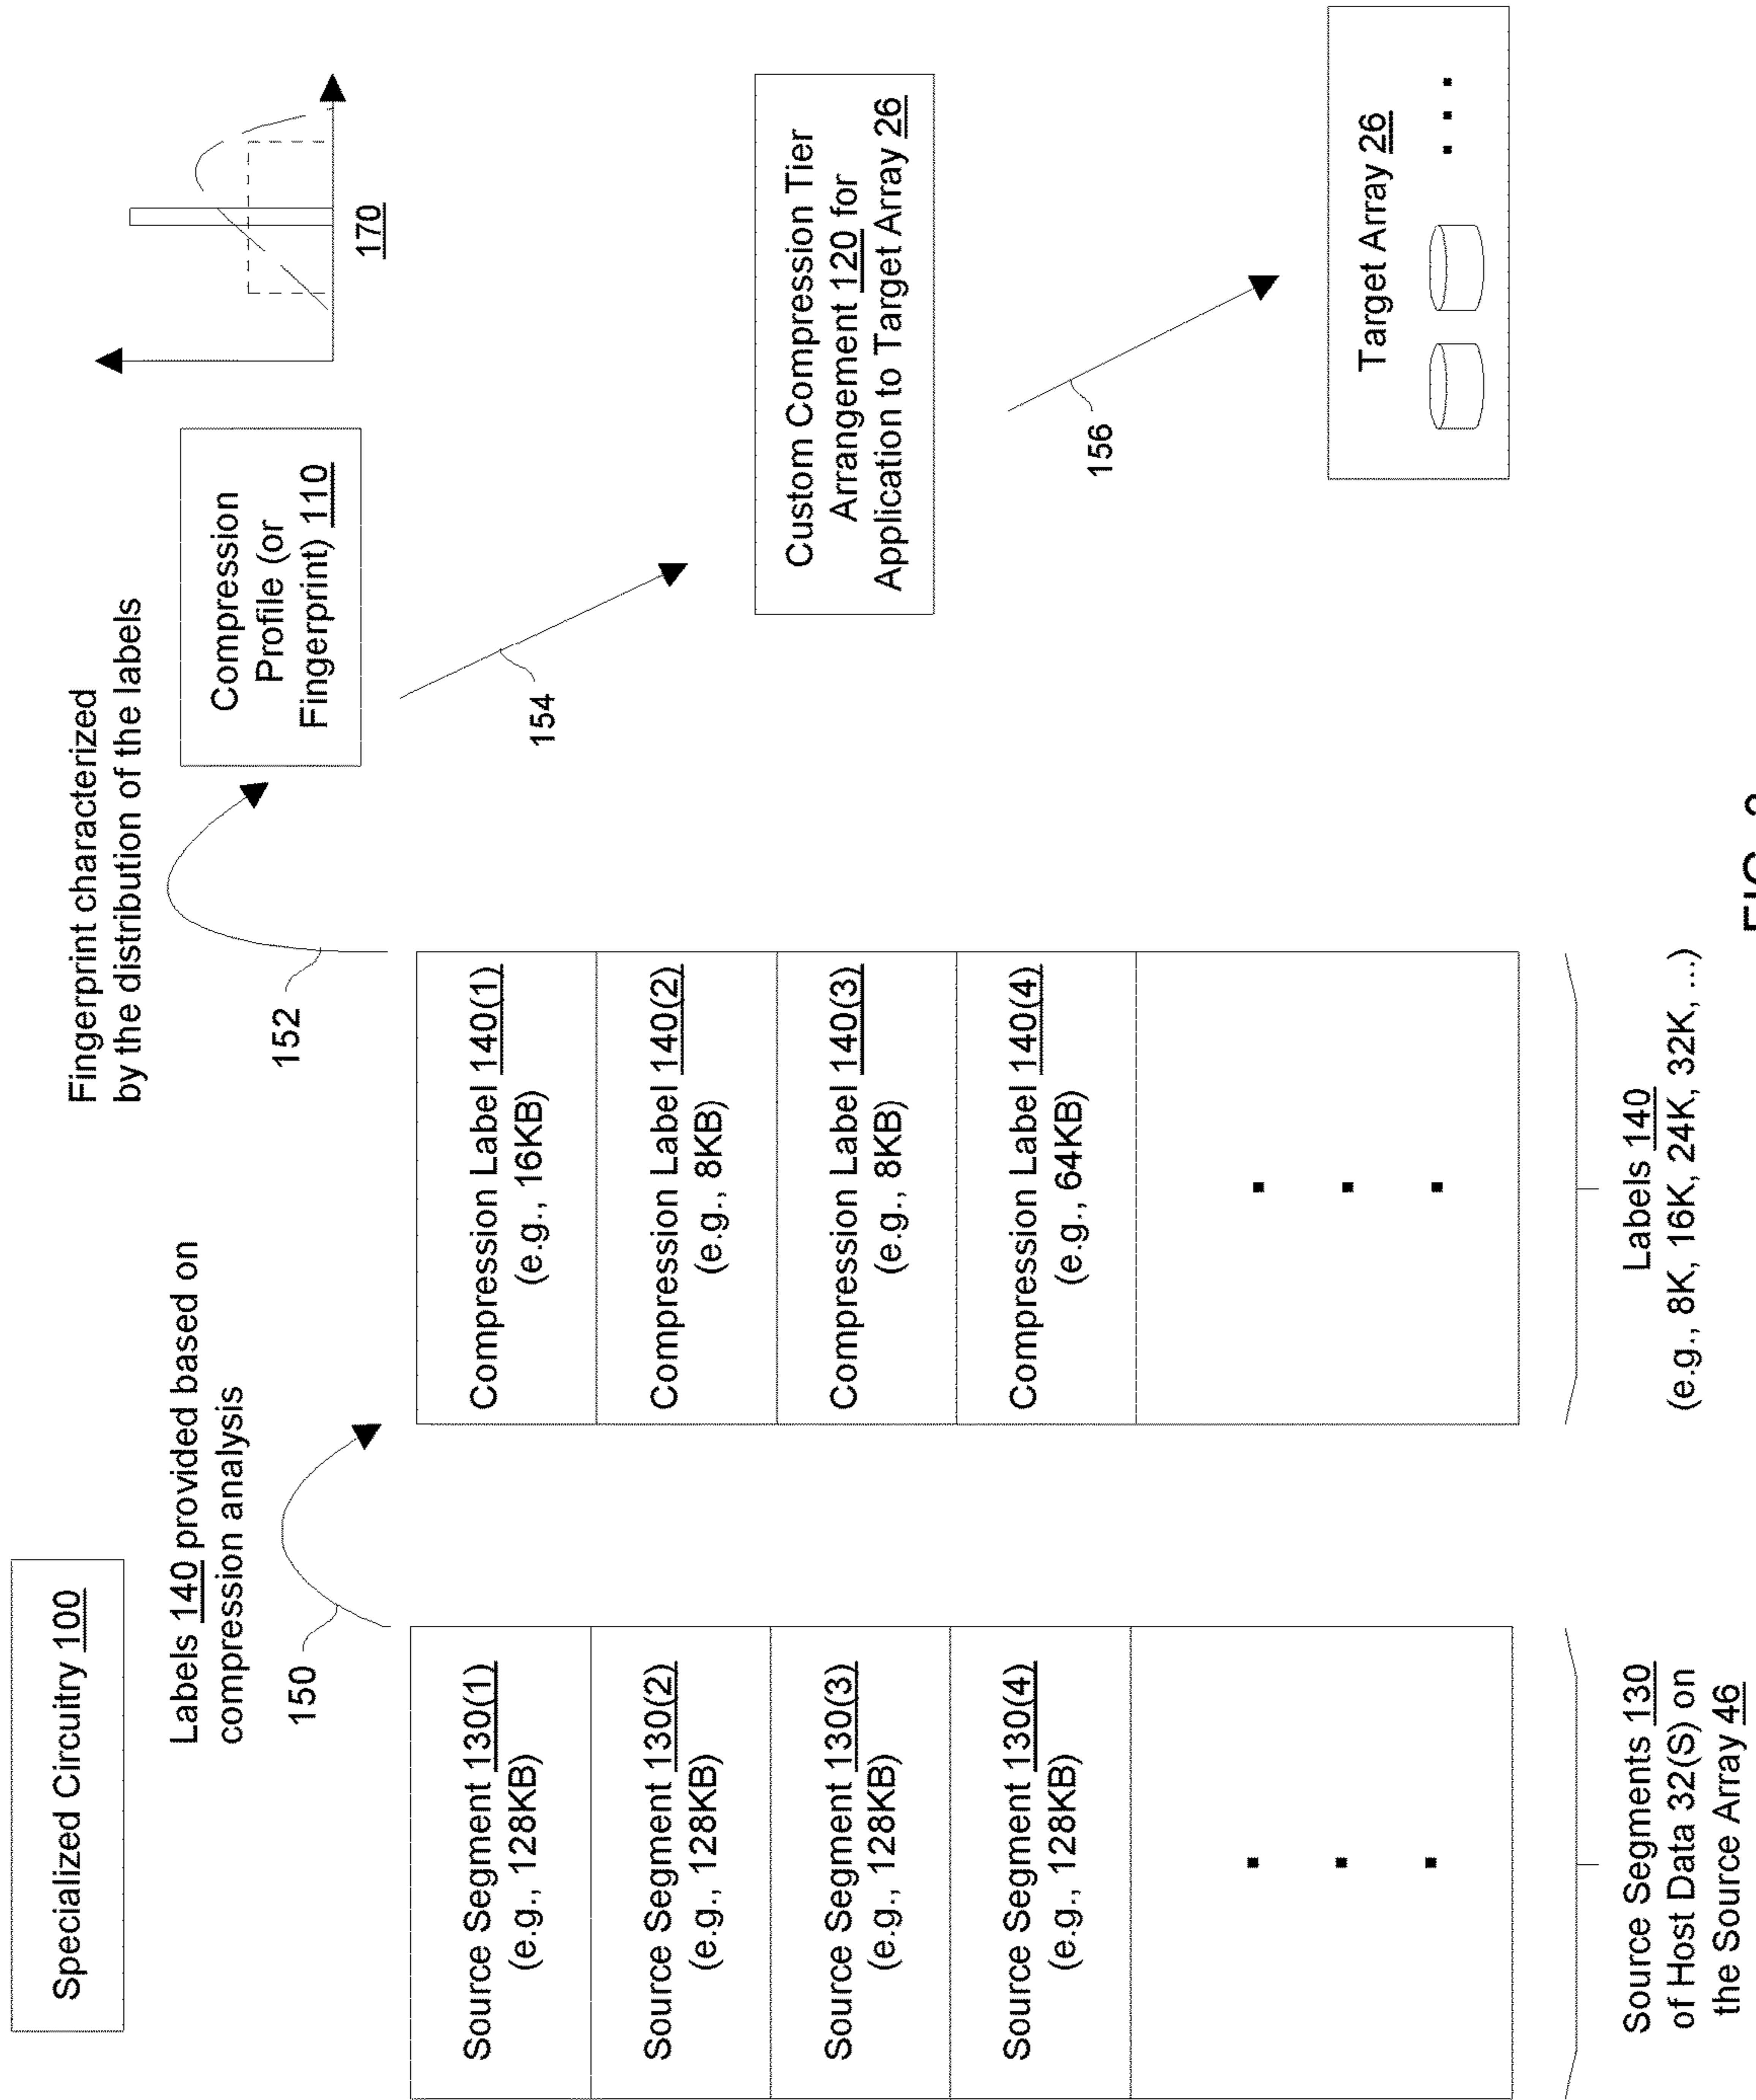 Specialized Circuitry 100
Labels 140 provided based on
compression analysis
150
Fingerprint characterized
by the distribution of the labels
152
Source Segment 130(1)
(e.g., 128KB)
Source Segment 130(2)
(e.g., 128KB)
Source Segment 130(3)
(e.g., 128KB)
Source Segment 130(4)
(e.g., 128KB)
Source Segments 130
of Host Data 32(S) on
the Source Array 46
Compression Label 140(1)
(e.g., 16KB)
Compression Label 140(2)
(e.g., 8KB)
Compression Label 140(3)
(e.g., 8KB)
Compression Label 140(4)
(e.g., 64KB)
Labels 140
(e.g., 8K, 16K, 24K, 32K, ...)
Compression
Profile (or
Fingerprint) 110
170
154
Custom Compression Tier
Arrangement 120 for
Application to Target Array 26
156
Target Array 26
FIG.